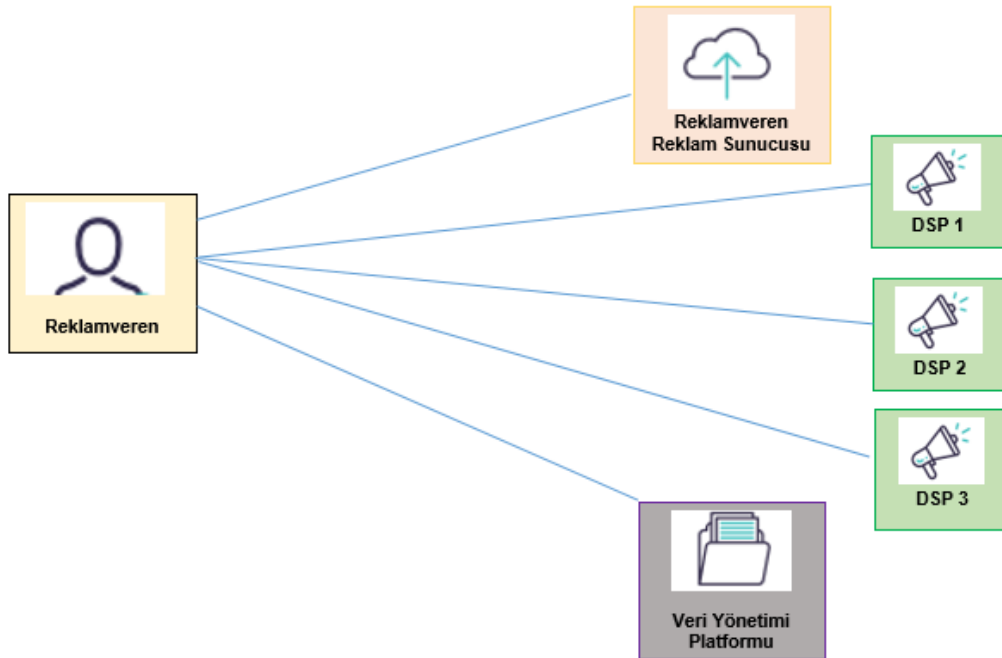 Reklamveren
Reklam Sunucusu
DSP 1
Reklamveren
DSP 2
DSP 3
Veri Yönetimi
Platformu